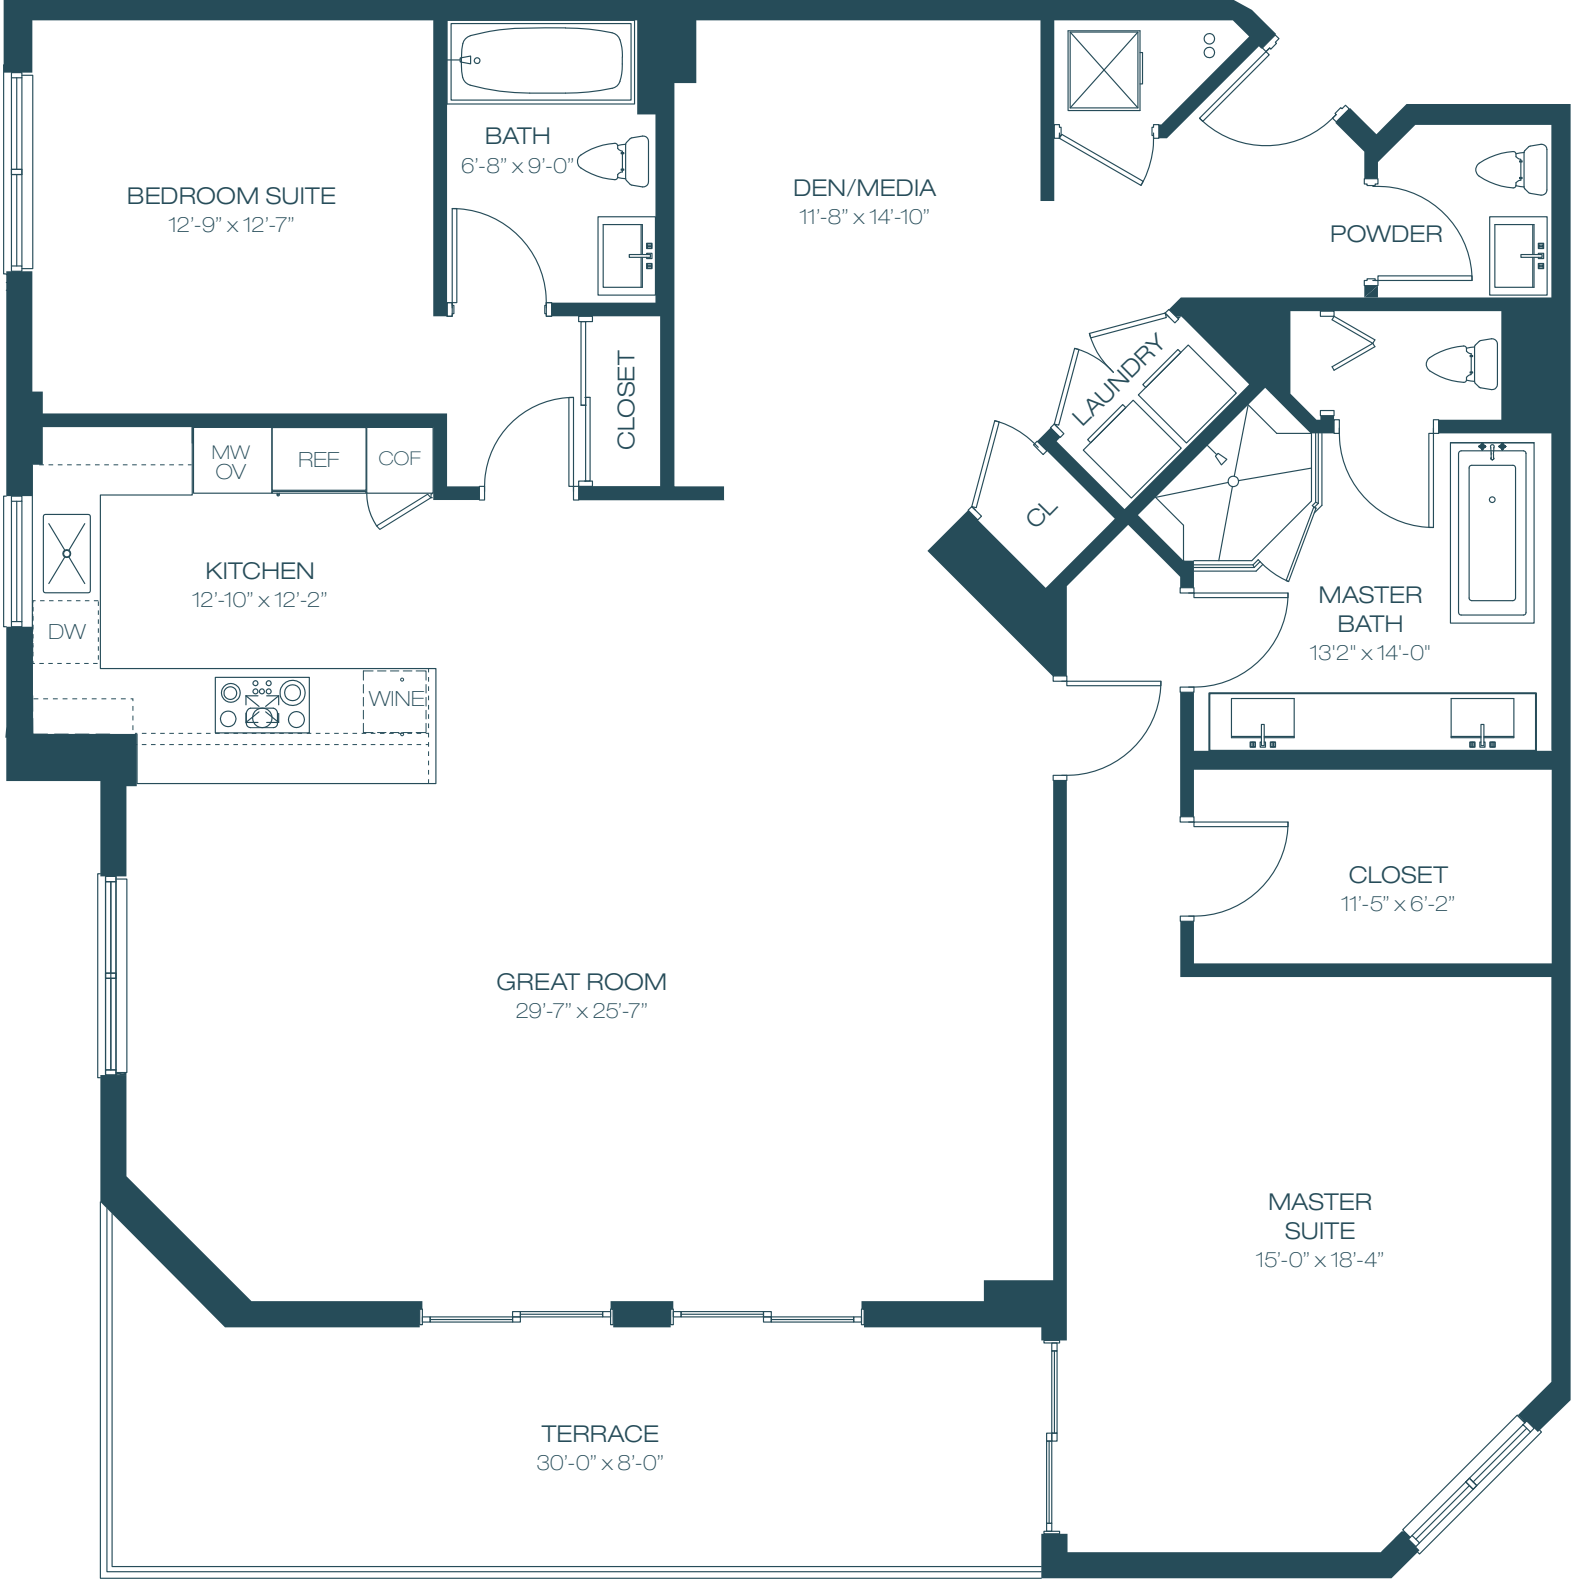 BATH
6'-8" x 9'-0"
BEDROOM SUITE
12'-9" x 12'-7"
DEN/MEDIA
11'-8" x 14'-10"
POWDER
LAUNDRY
CLOSET
MW
OV
REF
COF
CL
KITCHEN
12'-10" x 12'-2"
DW
WINE
MASTER
BATH
13'2" x 14'-0"
CLOSET
11'-5" x 6'-2"
GREAT ROOM
29'-7" x 25'-7"
MASTER
SUITE
15'-0" x 18'-4"
TERRACE
30'-0" x 8'-0"